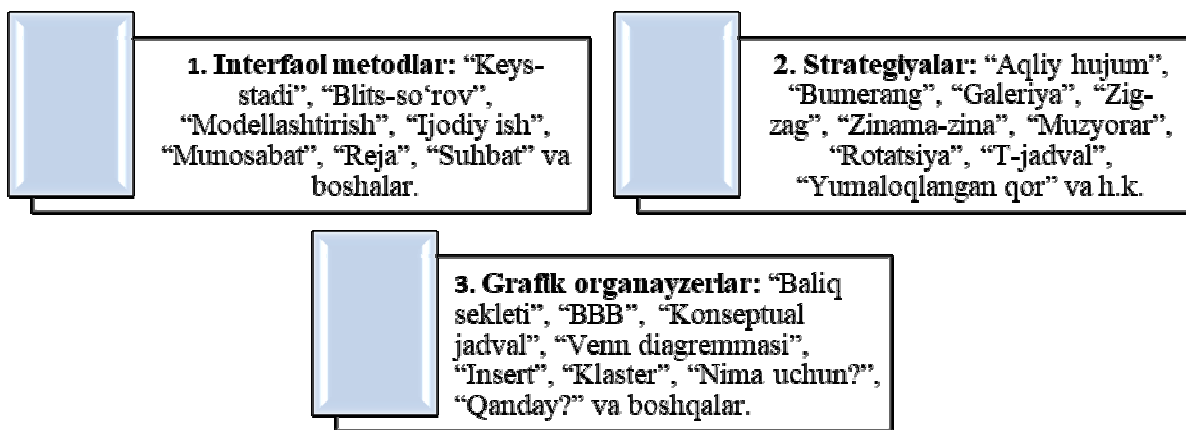 1. Interfaol metodlar: “Keys-
stadi”, “Blits-so‘rov”,
“Modellashtirish”, “Ijodiy ish”,
“Munosabat”, “Reja”, “Suhbat” va
boshalar.
2. Strategiyalar: “Aqliy hujum”,
“Bumerang”, “Galeriya”, “Zig-
zag”, “Zinama-zina”, “Muzyorar”,
“Rotatsiya”, “T-jadval”,
“Yumaloqlangan qor” va h.k.
3. Grafik organayzerlar: “Baliq
sekleti”, “BBB”, “Konseptual
jadval”, “Venn diagremmasi”,
“Insert”, “Klaster”, “Nima uchun?”,
“Qanday?” va boshqalar.